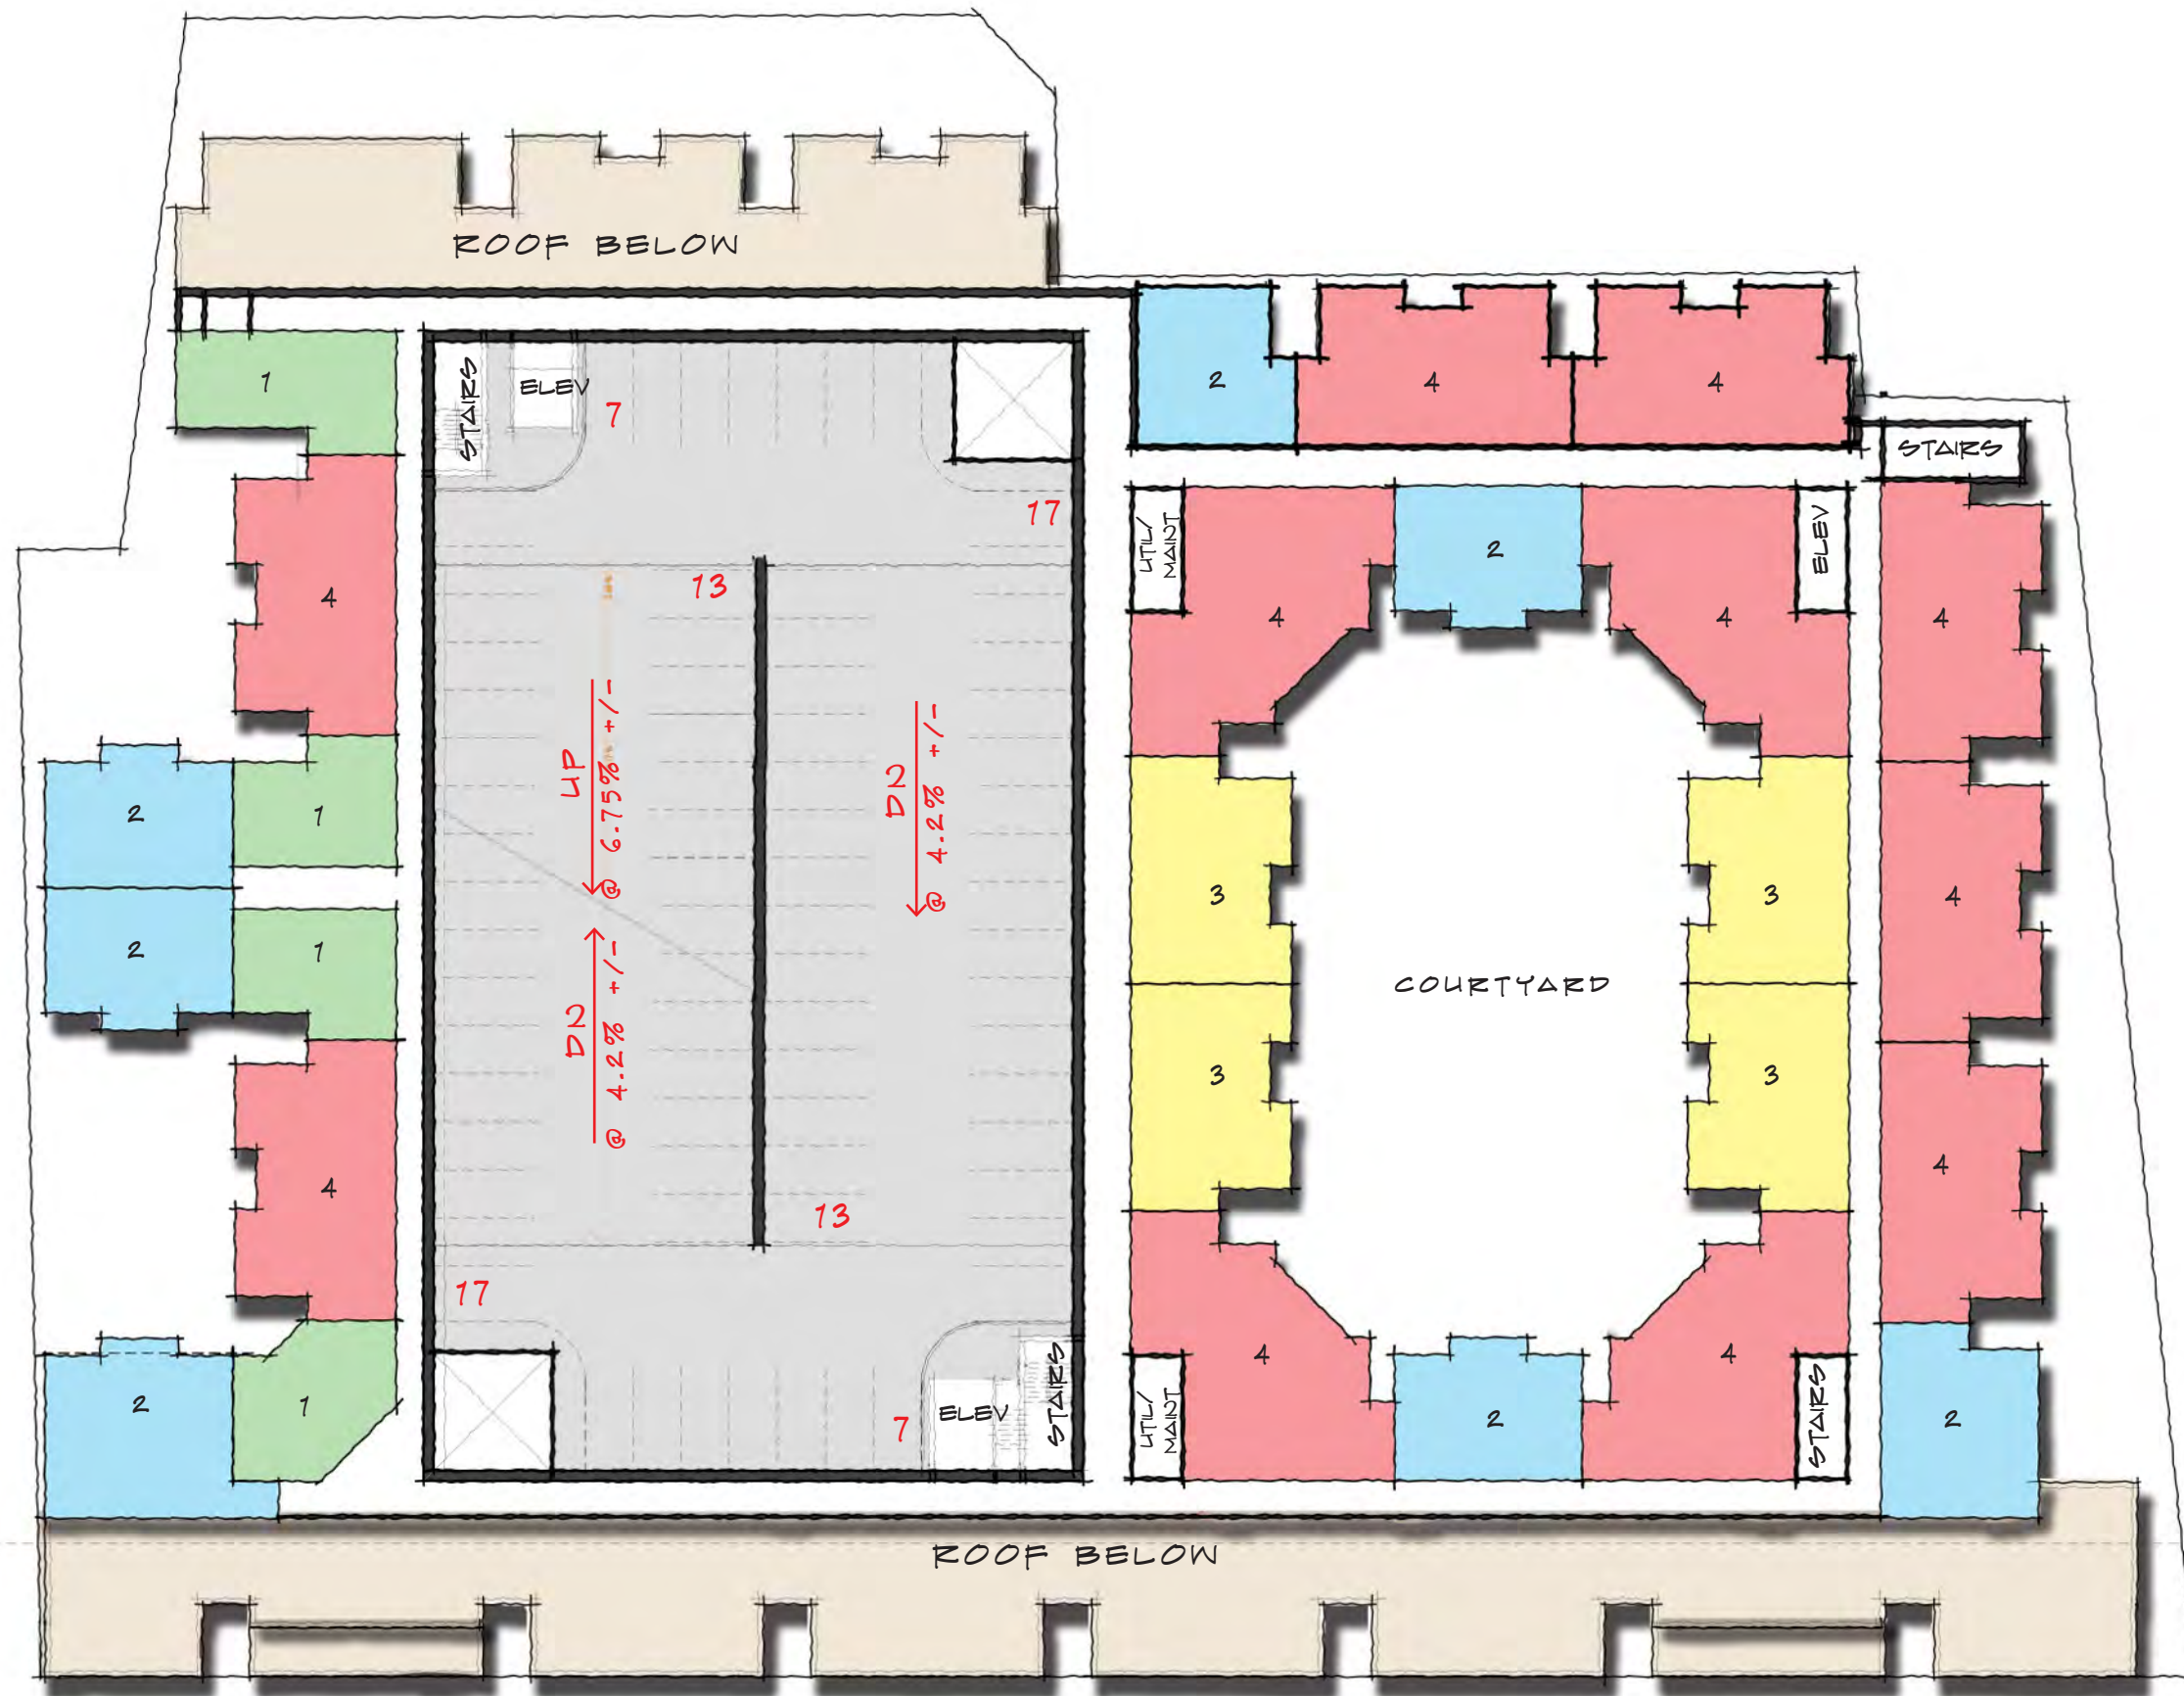 ROOF BELOW
1
STAIRS
ELEV
7
2
4
4
STAIRS
17
UTIL/
MAINT
2
ELEV
4
13
4
4
4
UP
@ 6.75% +/-
D2
@ 4.2% +/-
2
1
3
3
4
2
1
COURTYARD
D2
@ 4.2% +/-
3
3
4
4
13
17
4
4
2
1
7
ELEV
STAIRS
UTIL/
MAINT
2
STAIRS
2
ROOF BELOW